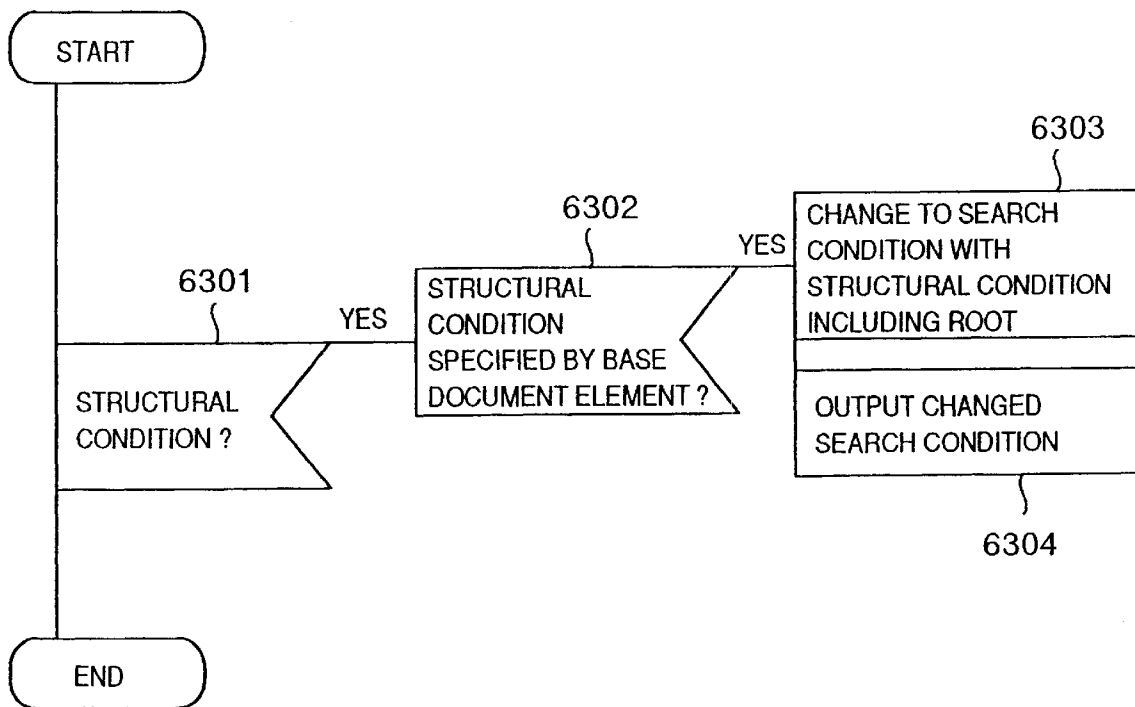 START
6303
6302
YES
CHANGE TO SEARCH
CONDITION WITH
STRUCTURAL CONDITION
INCLUDING ROOT
6301
YES
STRUCTURAL
CONDITION
SPECIFIED BY BASE
DOCUMENT ELEMENT ?
STRUCTURAL
CONDITION ?
OUTPUT CHANGED
SEARCH CONDITION
6304
END